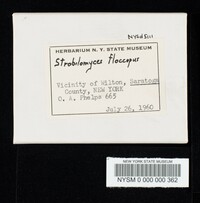 HERBARIUM N. Y. STATE MUSEUM
Strobilomyces floccopus
Vicinity of Wilton, Saratoga
County, NEW YORK
O. A. Phelps 665
July 26, 1960
NEW YORK STATE MUSEUM
NYSM 0 000 000 362